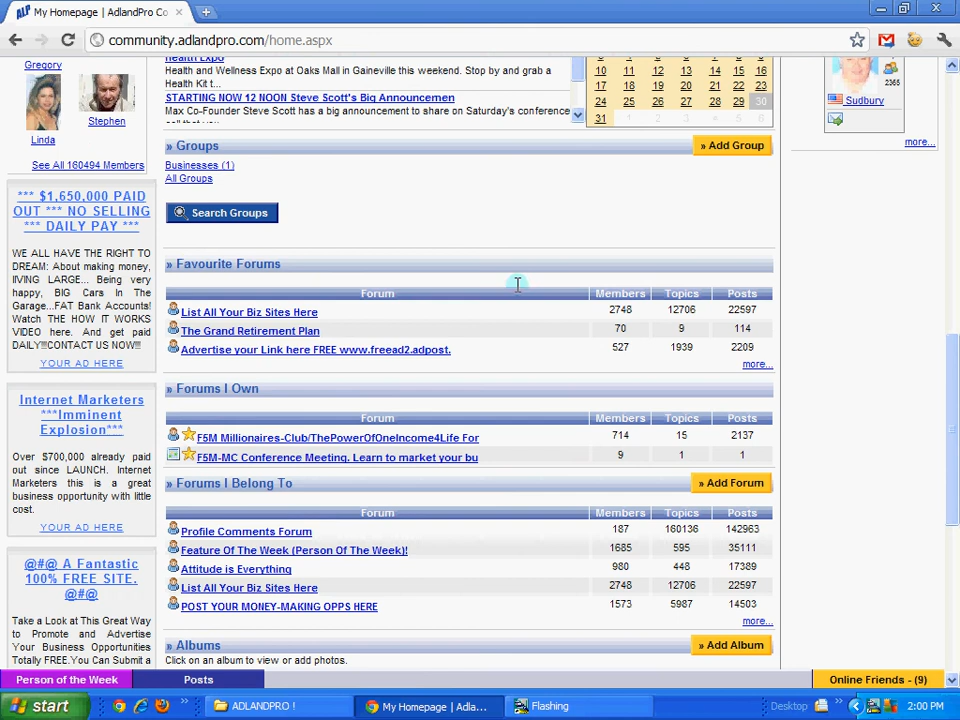 My Homepage | AdlandPro Co
community.adlandpro.com/home.aspx
Gregory
Stephen
Linda
See All 160494 Members
*** $1,650,000 PAID
OUT *** NO SELLING
*** DAILY PAY ***
WE ALL HAVE THE RIGHT TO
DREAM: About making money,
lIVING LARGE... Being very
happy, BIG Cars In The
Garage...FAT Bank Accounts!
Watch THE HOW IT WORKS
VIDEO here. And get paid
DAILY!!!CONTACT US NOW!!!
YOUR AD HERE
Internet Marketers
***Imminent
Explosion***
Over $700,000 already paid
out since LAUNCH. Internet
Marketers this is a great
business opportunity with little
cost.
YOUR AD HERE
@#@ A Fantastic
100% FREE SITE.
@#@
Take a Look at This Great Way
to Promote and Advertise
Your Business Opportunities
Totally FREE.You Can Submit a
Health Expo
Health and Wellness Expo at Oaks Mall in Gaineville this weekend. Stop by and grab a
Health Kit t...
STARTING NOW 12 NOON Steve Scott's Big Announcemen
Max Co-Founder Steve Scott has a big announcement to share on Saturday's conference
call that you
10 11 12 13 14 15 16
17 18 19 20 21 22 23
24 25 26 27 28 29 30
31 1 2 3 4 5 6
2365
Sudbury
more...
» Groups
» Add Group
Businesses (1)
All Groups
Search Groups
» Favourite Forums
Forum Members Topics Posts
List All Your Biz Sites Here 2748 12706 22597
The Grand Retirement Plan 70 9 114
Advertise your Link here FREE www.freead2.adpost. 527 1939 2209
more...
» Forums I Own
Forum Members Topics Posts
F5M Millionaires-Club/ThePowerOfOneIncome4Life For 714 15 2137
F5M-MC Conference Meeting. Learn to market your bu 9 1 1
» Forums I Belong To
» Add Forum
Forum Members Topics Posts
Profile Comments Forum 187 160136 142963
Feature Of The Week (Person Of The Week)! 1685 595 35111
Attitude is Everything 980 448 17389
List All Your Biz Sites Here 2748 12706 22597
POST YOUR MONEY-MAKING OPPS HERE 1573 5987 14503
more...
» Albums
» Add Album
Click on an album to view or add photos.
Person of the Week
Posts
Online Friends - (9)
start
ADLANDPRO !
My Homepage | Adla...
Flashing
Desktop
2:00 PM